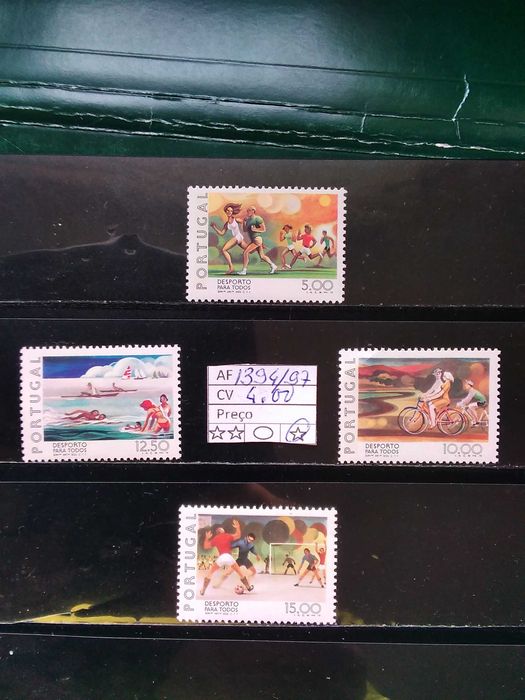 PORTUGAL
5.00
DESPORTO
PARA TODOS
PORTUGAL
12.50
DESPORTO
PARA TODOS
AF 1394/97
CV 4.00
Preço
PORTUGAL
10.00
DESPORTO
PARA TODOS
PORTUGAL
15.00
DESPORTO
PARA TODOS